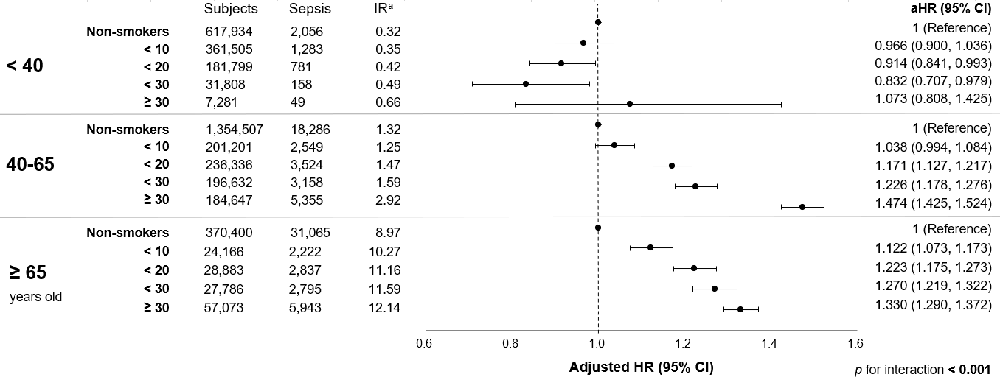 Subjects Sepsis IRa aHR (95% CI)
Non-smokers 617,934 2,056 0.32 1 (Reference)
< 10 361,505 1,283 0.35 0.966 (0.900, 1.036)
< 40
< 20 181,799 781 0.42 0.914 (0.841, 0.993)
< 30 31,808 158 0.49 0.832 (0.707, 0.979)
≥ 30 7,281 49 0.66 1.073 (0.808, 1.425)
Non-smokers 1,354,507 18,286 1.32 1 (Reference)
< 10 201,201 2,549 1.25 1.038 (0.994, 1.084)
40-65
< 20 236,336 3,524 1.47 1.171 (1.127, 1.217)
< 30 196,632 3,158 1.59 1.226 (1.178, 1.276)
≥ 30 184,647 5,355 2.92 1.474 (1.425, 1.524)
Non-smokers 370,400 31,065 8.97 1 (Reference)
< 10 24,166 2,222 10.27 1.122 (1.073, 1.173)
≥ 65
< 20 28,883 2,837 11.16 1.223 (1.175, 1.273)
years old
< 30 27,786 2,795 11.59 1.270 (1.219, 1.322)
≥ 30 57,073 5,943 12.14 1.330 (1.290, 1.372)
0.6 0.8 1.0 1.2 1.4 1.6
Adjusted HR (95% CI)
p for interaction < 0.001